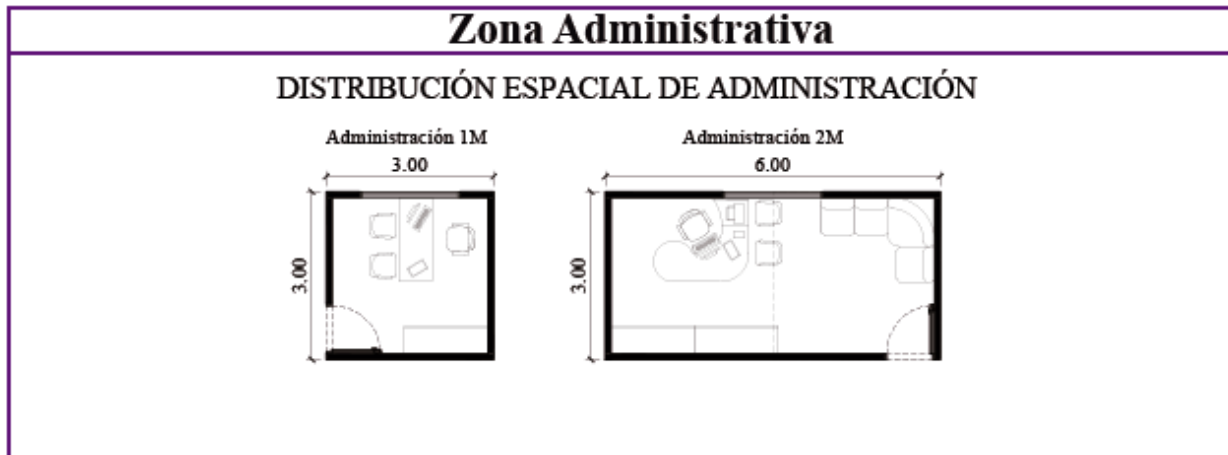 Zona Administrativa
DISTRIBUCIÓN ESPACIAL DE ADMINISTRACIÓN
Administración 1M
3.00
3.00
Administración 2M
6.00
3.00